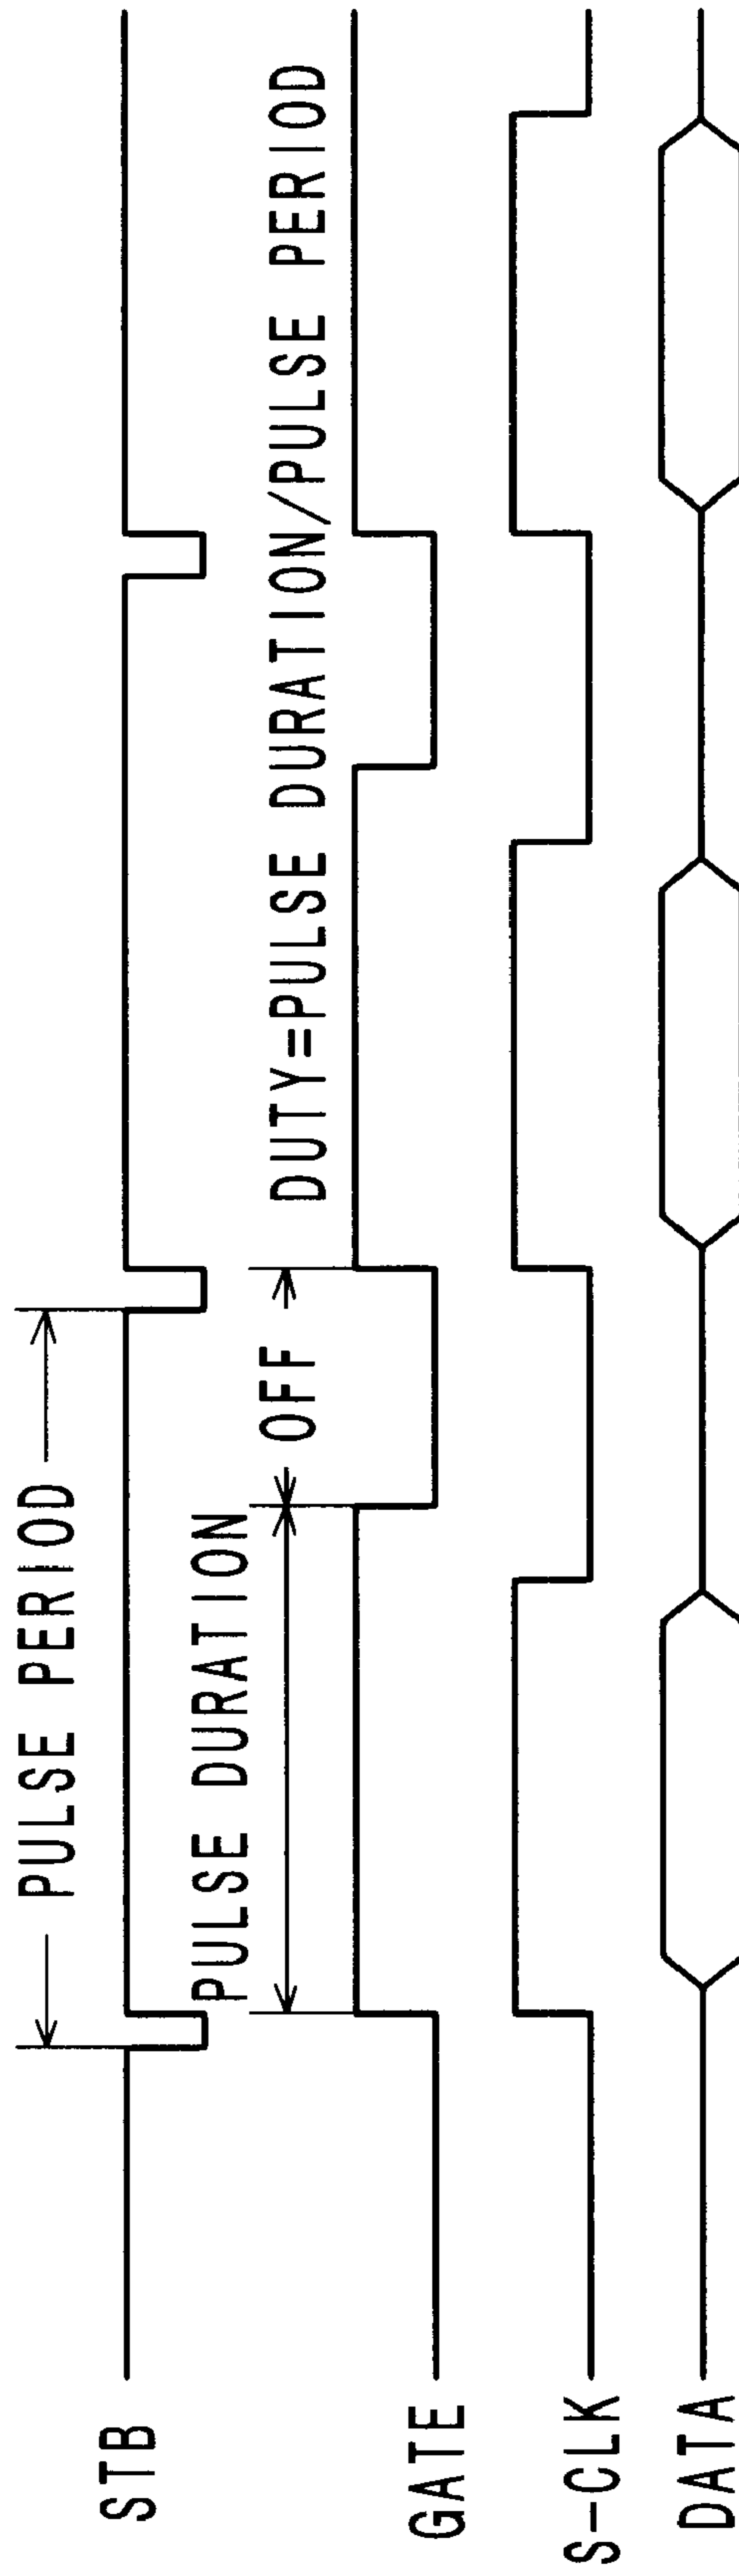 PULSE PERIOD
STB
PULSE DURATION
OFF
DUTY=PULSE DURATION/PULSE PERIOD
GATE
S-CLK
DATA